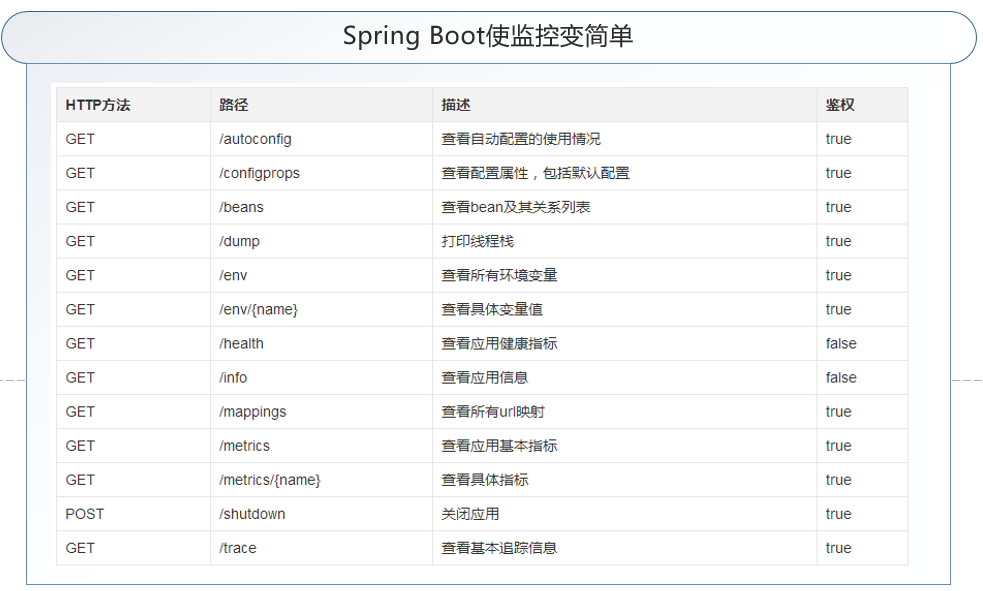 Spring Boot使监控变简单
HTTP方法 路径 描述 鉴权
GET /autoconfig 查看自动配置的使用情况 true
GET /configprops 查看配置属性，包括默认配置 true
GET /beans 查看bean及其关系列表 true
GET /dump 打印线程栈 true
GET /env 查看所有环境变量 true
GET /env/{name} 查看具体变量值 true
GET /health 查看应用健康指标 false
GET /info 查看应用信息 false
GET /mappings 查看所有url映射 true
GET /metrics 查看应用基本指标 true
GET /metrics/{name} 查看具体指标 true
POST /shutdown 关闭应用 true
GET /trace 查看基本追踪信息 true